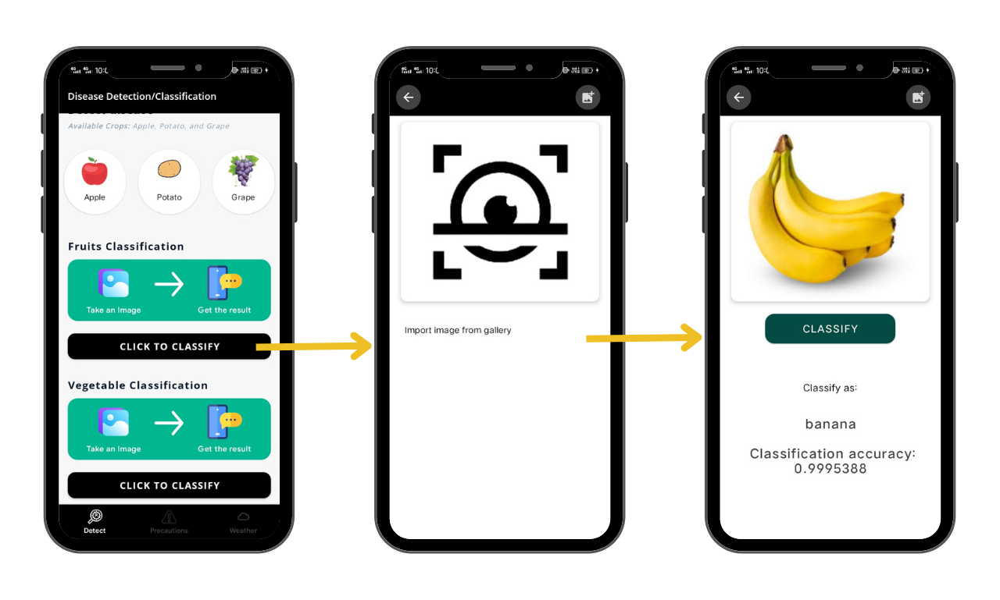 10:0
Disease Detection/Classification
Available Crops: Apple, Potato, and Grape
Apple
Potato
Grape
Fruits Classification
Take an Image
Get the result
CLICK TO CLASSIFY
Vegetable Classification
Take an Image
Get the result
CLICK TO CLASSIFY
Detect
Precautions
Weather
Import image from gallery
CLASSIFY
Classify as:
banana
Classification accuracy:
0.9995388